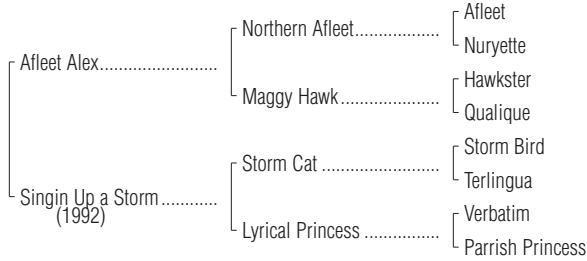 Afleet
Northern Afleet....................
Nuryette
Afleet Alex............................
Hawkster
Maggy Hawk .......................
Qualique
Storm Bird
Storm Cat ...........................
Terlingua
Singin Up a Storm .............
(1992)
Verbatim
Lyrical Princess ..................
Parrish Princess